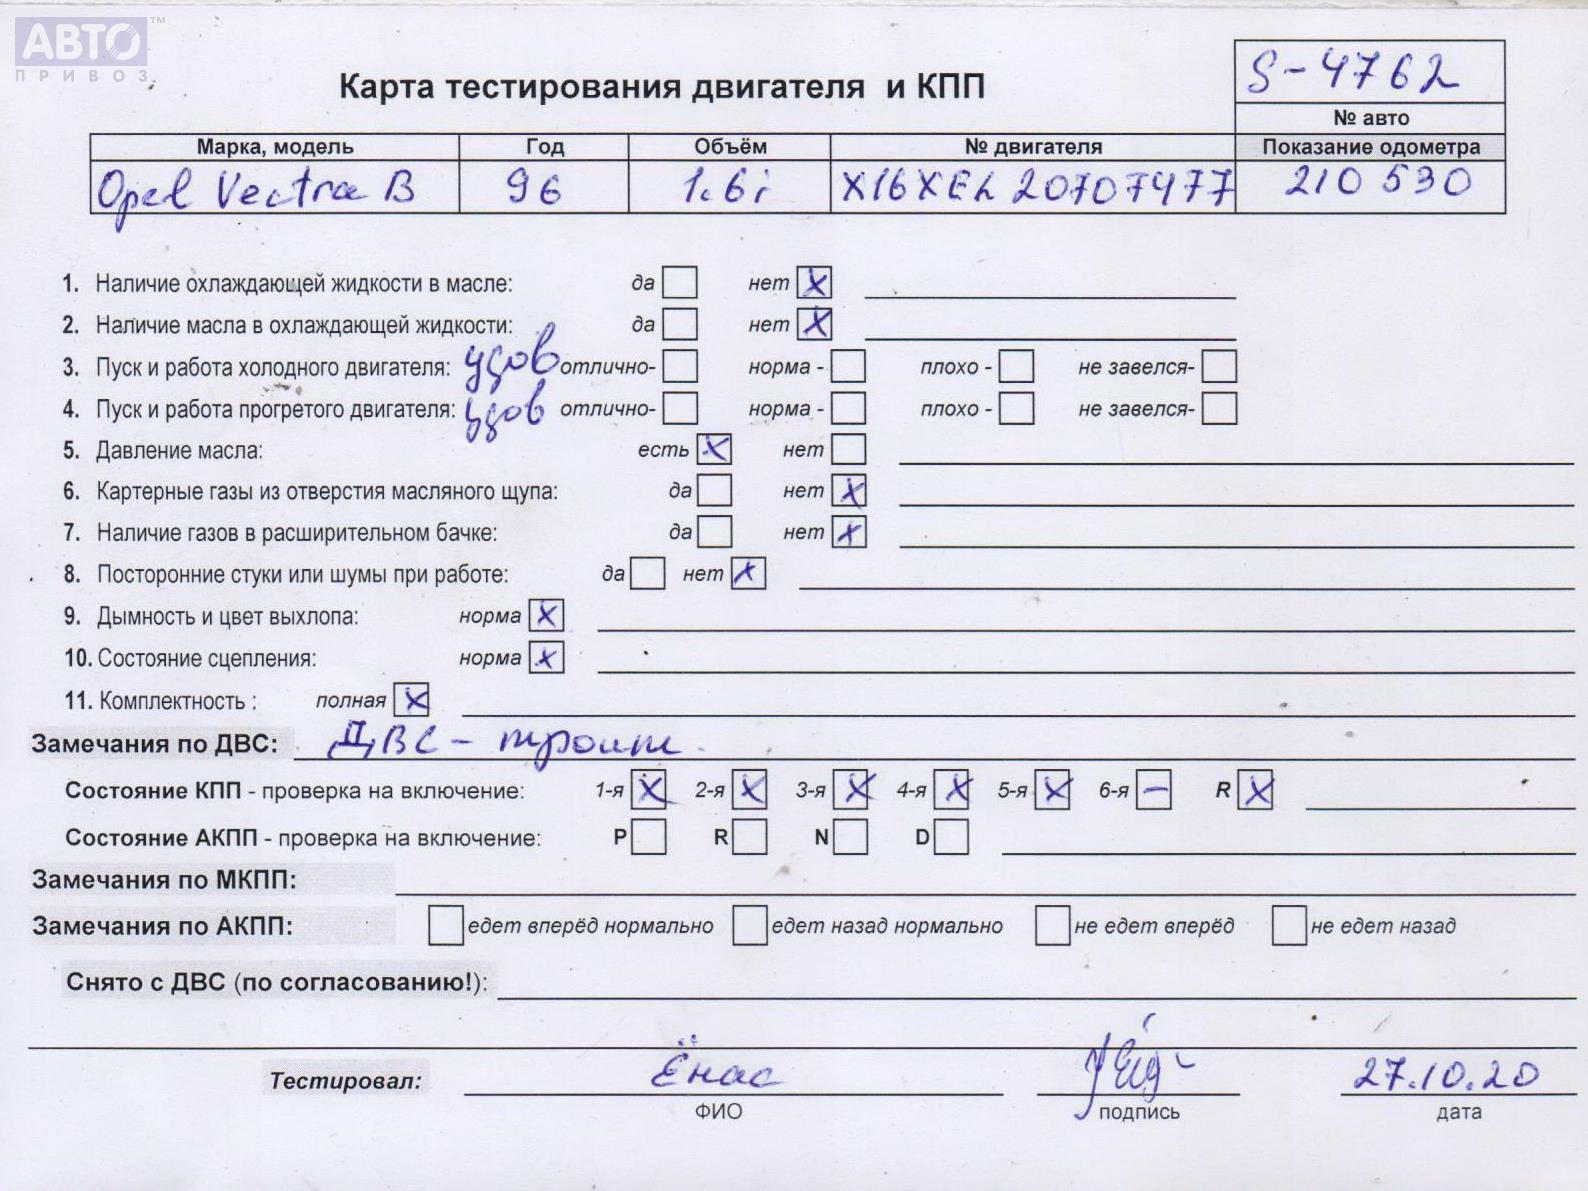 АВТО™
ПРИВОЗ
S-4762
Карта тестирования двигателя и КПП
№ авто
Марка, модель Год Объём № двигателя Показание одометра
Opel Vectra B 96 1.6i X16XEL 20707477 210 530
1. Наличие охлаждающей жидкости в масле: да нет X
2. Наличие масла в охлаждающей жидкости: да нет X
3. Пуск и работа холодного двигателя: удов отлично- норма - плохо - не завелся-
4. Пуск и работа прогретого двигателя: удов отлично- норма - плохо - не завелся-
5. Давление масла: есть X нет
6. Картерные газы из отверстия масляного щупа: да нет X
7. Наличие газов в расширительном бачке: да нет X
8. Посторонние стуки или шумы при работе: да нет X
9. Дымность и цвет выхлопа: норма X
10. Состояние сцепления: норма X
11. Комплектность : полная X
Замечания по ДВС: ДВС - троит.
Состояние КПП - проверка на включение: 1-я X 2-я X 3-я X 4-я X 5-я X 6-я – R X
Состояние АКПП - проверка на включение: P R N D
Замечания по МКПП:
Замечания по АКПП: едет вперёд нормально едет назад нормально не едет вперёд не едет назад
Снято с ДВС (по согласованию!):
Тестировал: Ёнас 27.10.20
ФИО подпись дата